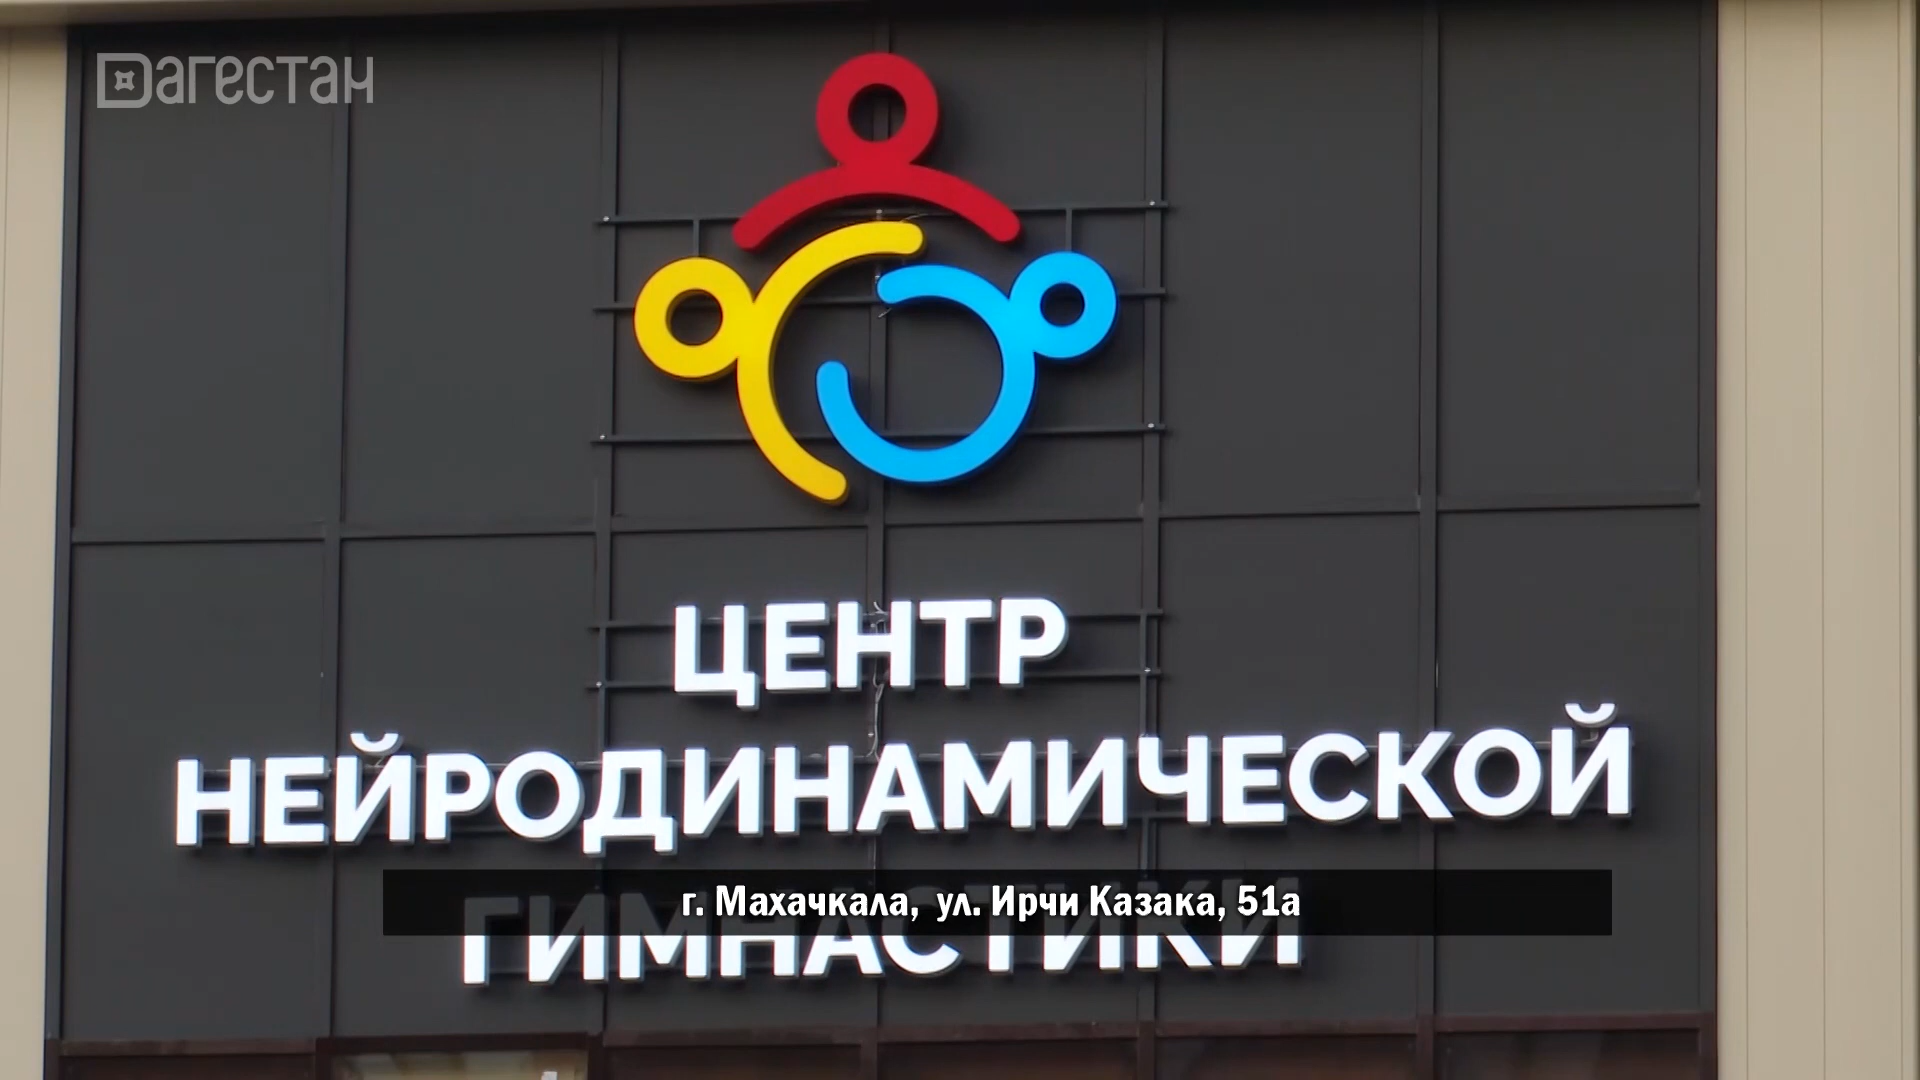 Дагестан
ЦЕНТР
НЕЙРОДИНАМИЧЕСКОЙ
ГИМНАСТИКИ
г. Махачкала, ул. Ирчи Казака, 51а